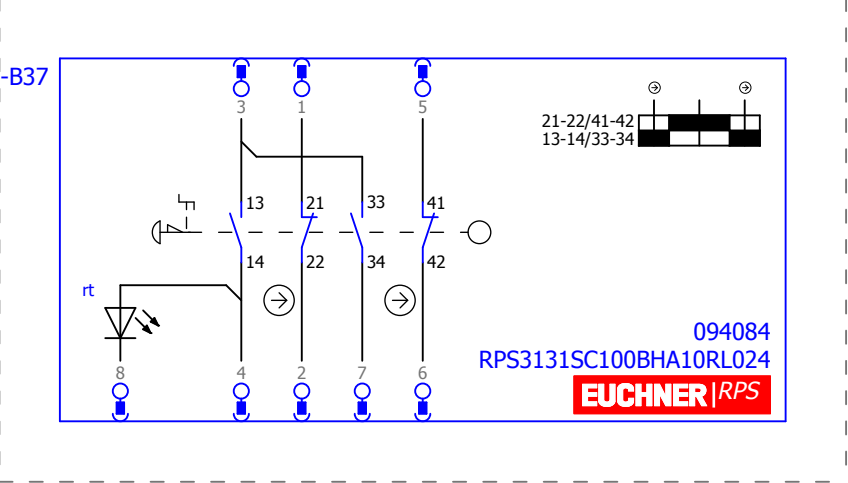 -B37
3 1 5
21-22/41-42
13-14/33-34
13 21 33 41
14 22 34 42
rt
094084
RPS3131SC100BHA10RL024
8 4 2 7 6
EUCHNER|RPS